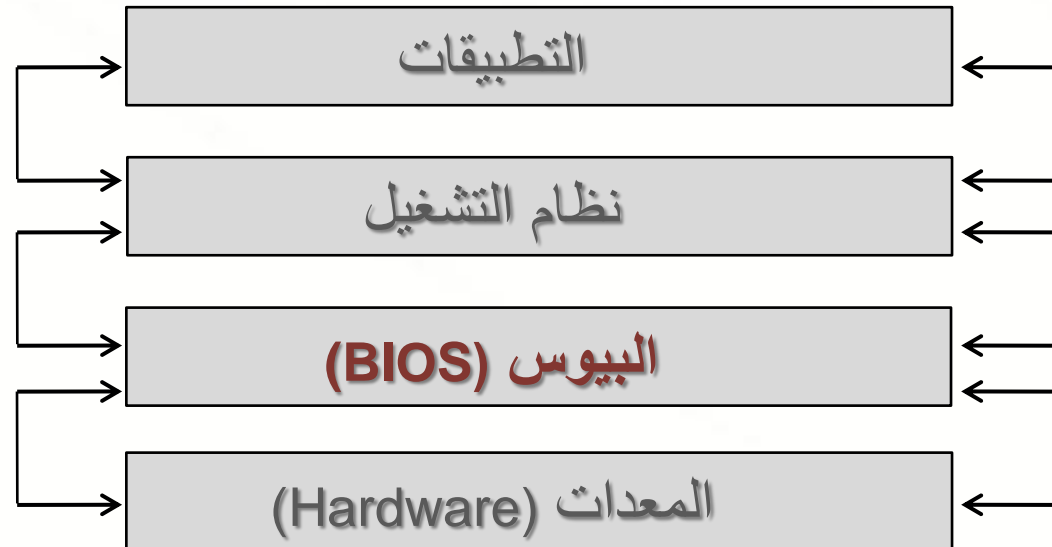 التطبيقات
نظام التشغيل
البيوس (BIOS)
المعدات (Hardware)